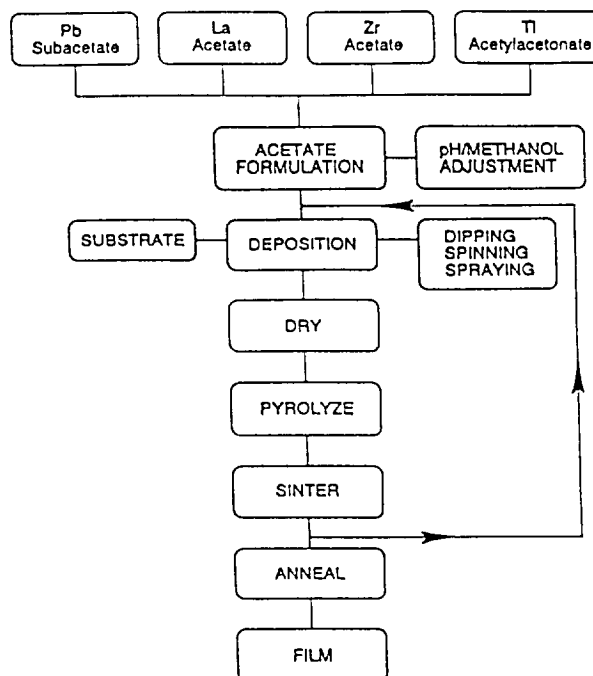 Pb
Subacetate
La
Acetate
Zr
Acetate
Ti
Acetylacetonate
ACETATE
FORMULATION
pH/METHANOL
ADJUSTMENT
SUBSTRATE
DEPOSITION
DIPPING
SPINNING
SPRAYING
DRY
PYROLYZE
SINTER
ANNEAL
FILM